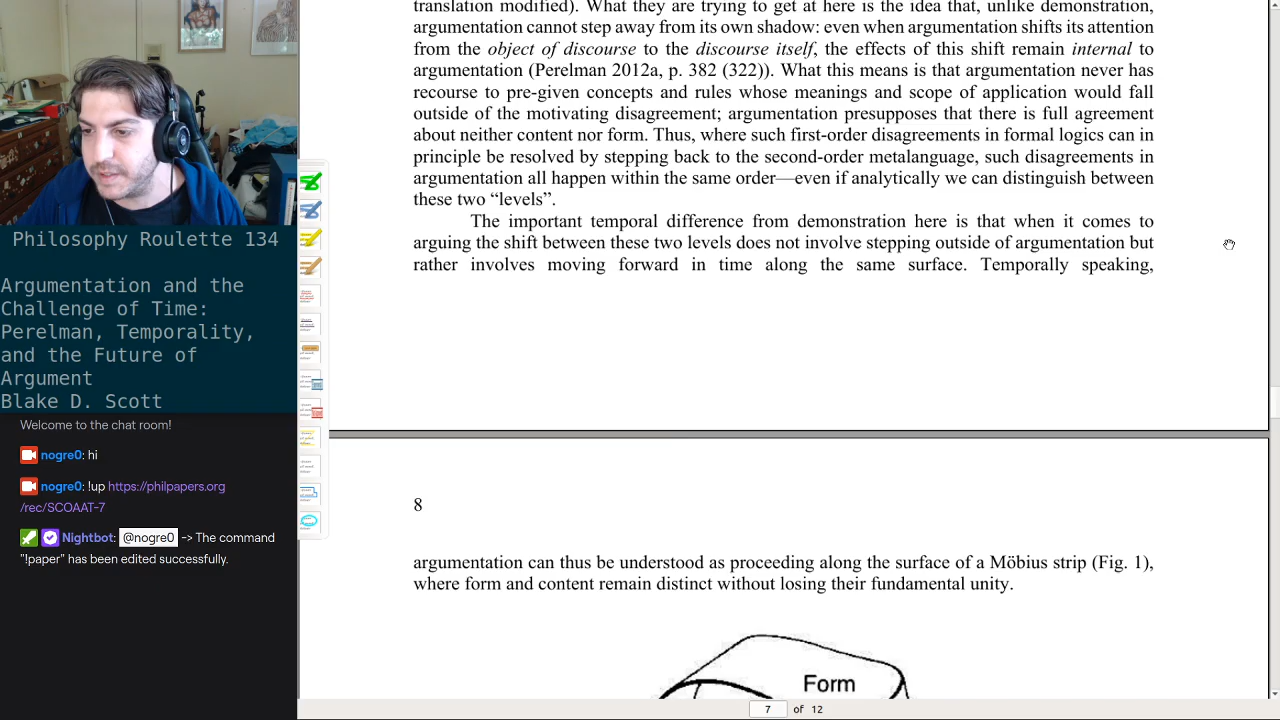 translation modified). What they are trying to get at here is the idea that, unlike demonstration,
argumentation cannot step away from its own shadow: even when argumentation shifts its attention
from the object of discourse to the discourse itself, the effects of this shift remain internal to
argumentation (Perelman 2012a, p. 382 (322)). What this means is that argumentation never has
recourse to pre-given concepts and rules whose meanings and scope of application would fall
outside of the motivating disagreement; argumentation presupposes that there is full agreement
about neither content nor form. Thus, where such first-order disagreements in formal logics can in
principle be resolved by stepping back to the second-order metalanguage, such disagreements in
argumentation all happen within the same order—even if analytically we can distinguish between
these two “levels”.
The important temporal difference from demonstration here is that when it comes to
arguing the shift between these two levels does not involve stepping outside of argumentation but
rather involves moving forward in time along the same surface. Temporally speaking,
8
argumentation can thus be understood as proceeding along the surface of a Möbius strip (Fig. 1),
where form and content remain distinct without losing their fundamental unity.
Form
7 of 12
Philosophy Roulette 134
Argumentation and the
Challenge of Time:
Perelman, Temporality,
and the Future of
Argument
Blake D. Scott
Welcome to the chat room!
nogre0: hi
nogre0: !up https://philpapers.org
/rec/SCOAAT-7
Nightbot: @nogre0 -> The command
"!paper" has been edited successfully.